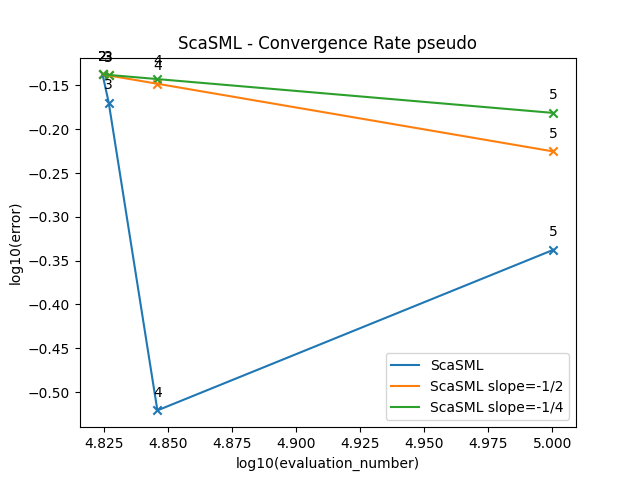 ScaSML - Convergence Rate pseudo
2 3
3
4
4
5
5
5
4
−0.15
−0.20
−0.25
−0.30
−0.35
−0.40
−0.45
−0.50
log10(error)
ScaSML
ScaSML slope=-1/2
ScaSML slope=-1/4
4.825 4.850 4.875 4.900 4.925 4.950 4.975 5.000
log10(evaluation_number)